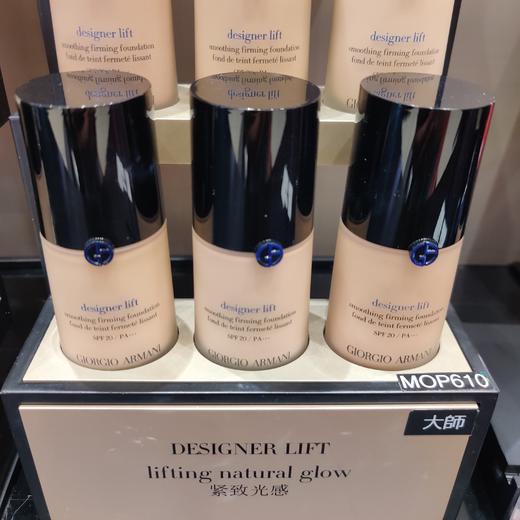 designer lift
smoothing firming foundation
fond de teint fermeté lissant
designer lift
smoothing firming foundation
fond de teint fermeté lissant
designer lift
smoothing firming foundation
fond de teint fermeté lissant
designer lift
smoothing firming foundation
fond de teint fermeté lissant
SPF 20 / PA+++
GIORGIO ARMANI
designer lift
smoothing firming foundation
fond de teint fermeté lissant
SPF 20 / PA+++
GIORGIO ARMANI
designer lift
smoothing firming foundation
fond de teint fermeté lissant
SPF 20 / PA+++
GIORGIO ARMANI
MOP610
大師
DESIGNER LIFT
lifting natural glow
紧致光感